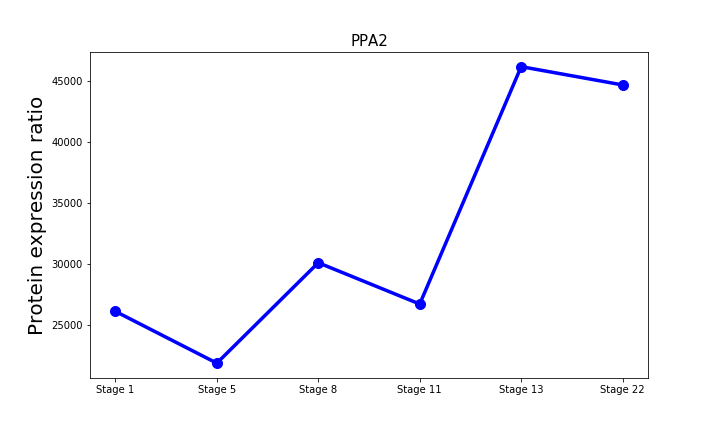 PPA2
Protein expression ratio
45000
40000
35000
30000
25000
Stage 1
Stage 5
Stage 8
Stage 11
Stage 13
Stage 22